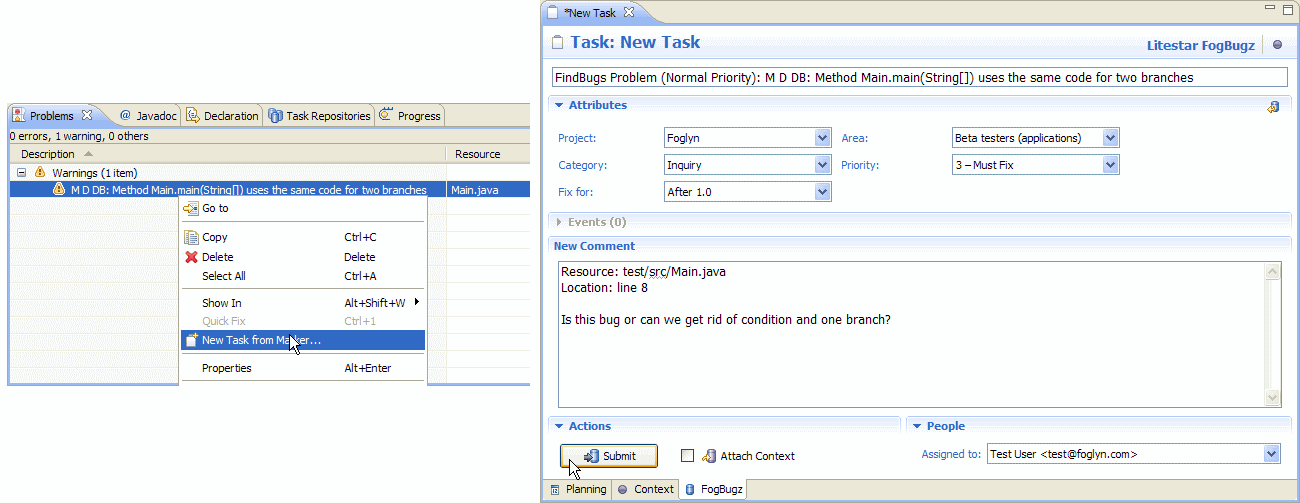 Problems
Javadoc
Declaration
Task Repositories
Progress
0 errors, 1 warning, 0 others
Description
Resource
Warnings (1 item)
M D DB: Method Main.main(String[]) uses the same code for two branches
Main.java
Go to
Copy Ctrl+C
Delete Delete
Select All Ctrl+A
Show In Alt+Shift+W
Quick Fix Ctrl+1
New Task from Marker...
Properties Alt+Enter
*New Task
Task: New Task
Litestar FogBugz
FindBugs Problem (Normal Priority): M D DB: Method Main.main(String[]) uses the same code for two branches
Attributes
Project: Foglyn Area: Beta testers (applications)
Category: Inquiry Priority: 3 – Must Fix
Fix for: After 1.0
Events (0)
New Comment
Resource: test/src/Main.java
Location: line 8
Is this bug or can we get rid of condition and one branch?
Actions
People
Submit
Attach Context
Assigned to: Test User <test@foglyn.com>
Planning
Context
FogBugz